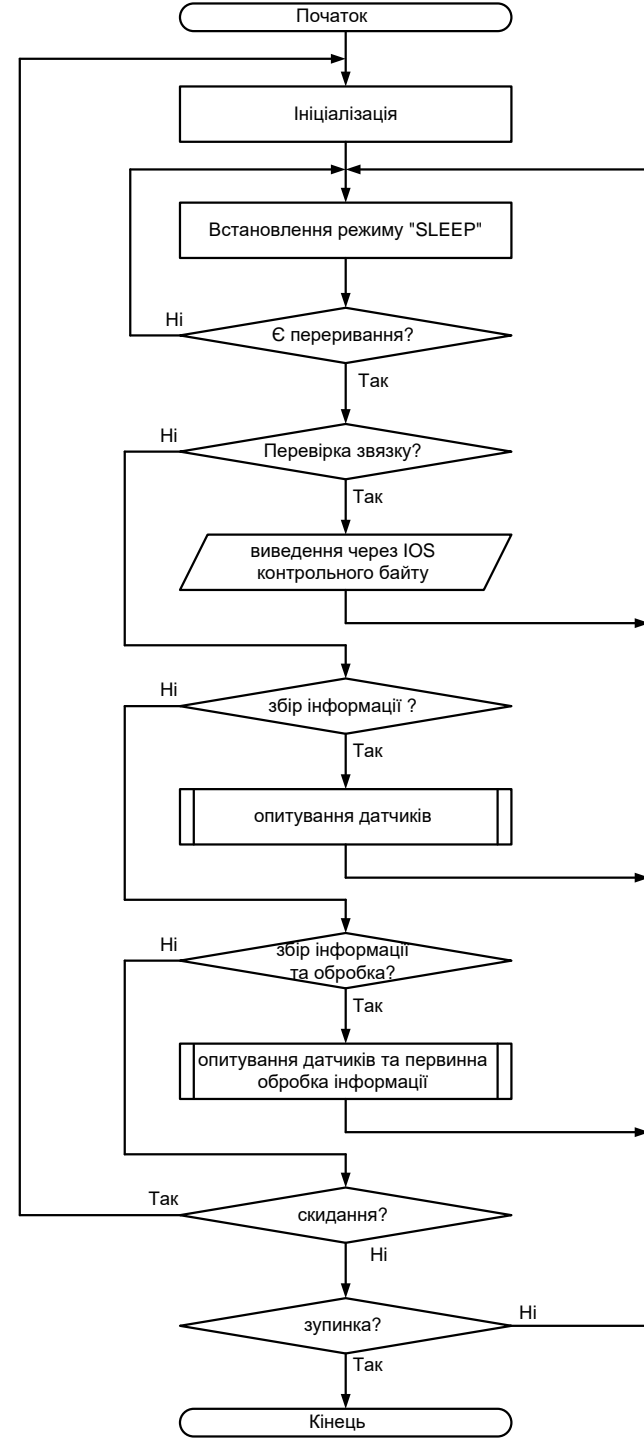 Початок
Ініціалізація
Встановлення режиму "SLEEP"
Ні
Є переривання?
Так
Ні
Перевірка звязку?
Так
виведення через IOS
контрольного байту
Ні
збір інформації ?
Так
опитування датчиків
Ні
збір інформації
та обробка?
Так
опитування датчиків та первинна
обробка інформації
Так
скидання?
Ні
зупинка?
Ні
Так
Кінець